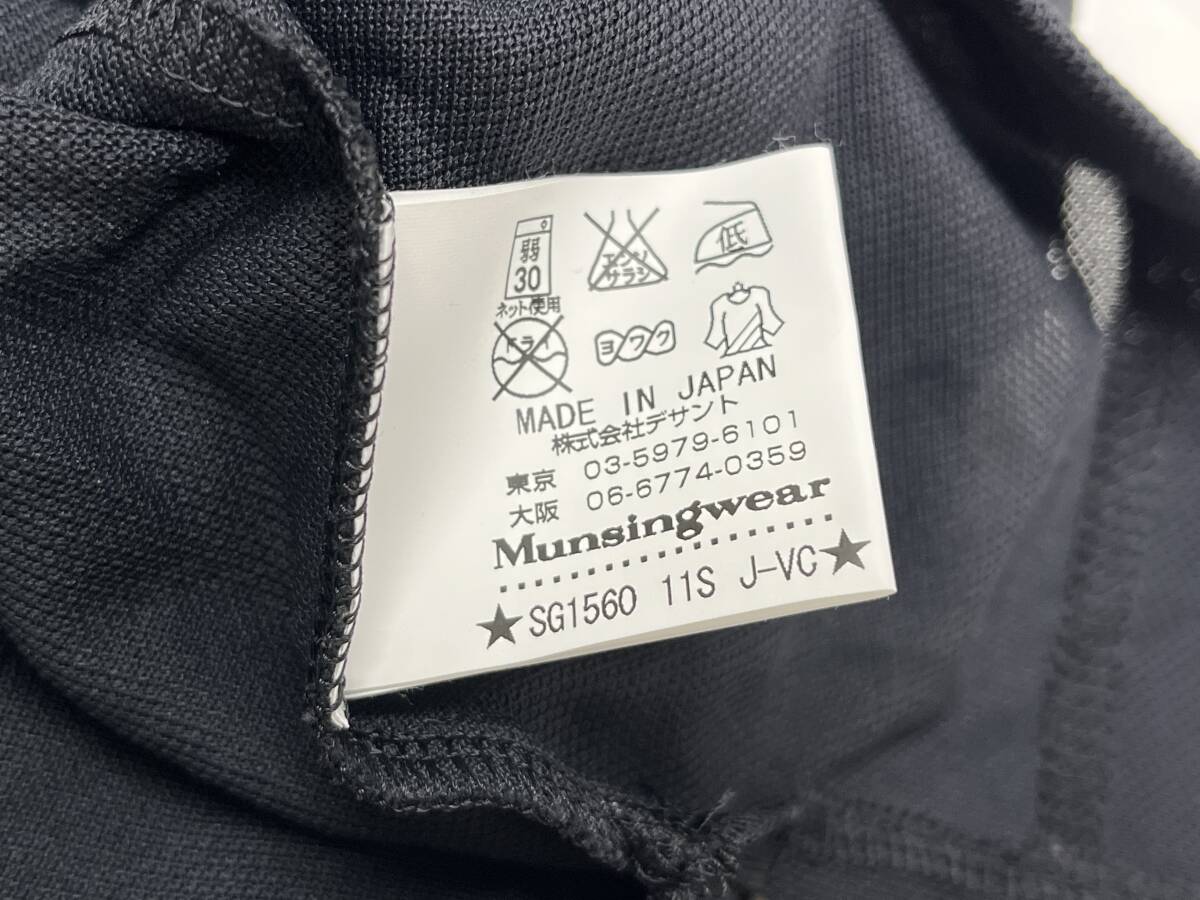 弱
30
ネット使用
エンソ
サラシ
低
ドライ
ヨワク
MADE IN JAPAN
株式会社デサント
東京 03-5979-6101
大阪 06-6774-0359
Munsingwear
★SG1560 11S J-VC★